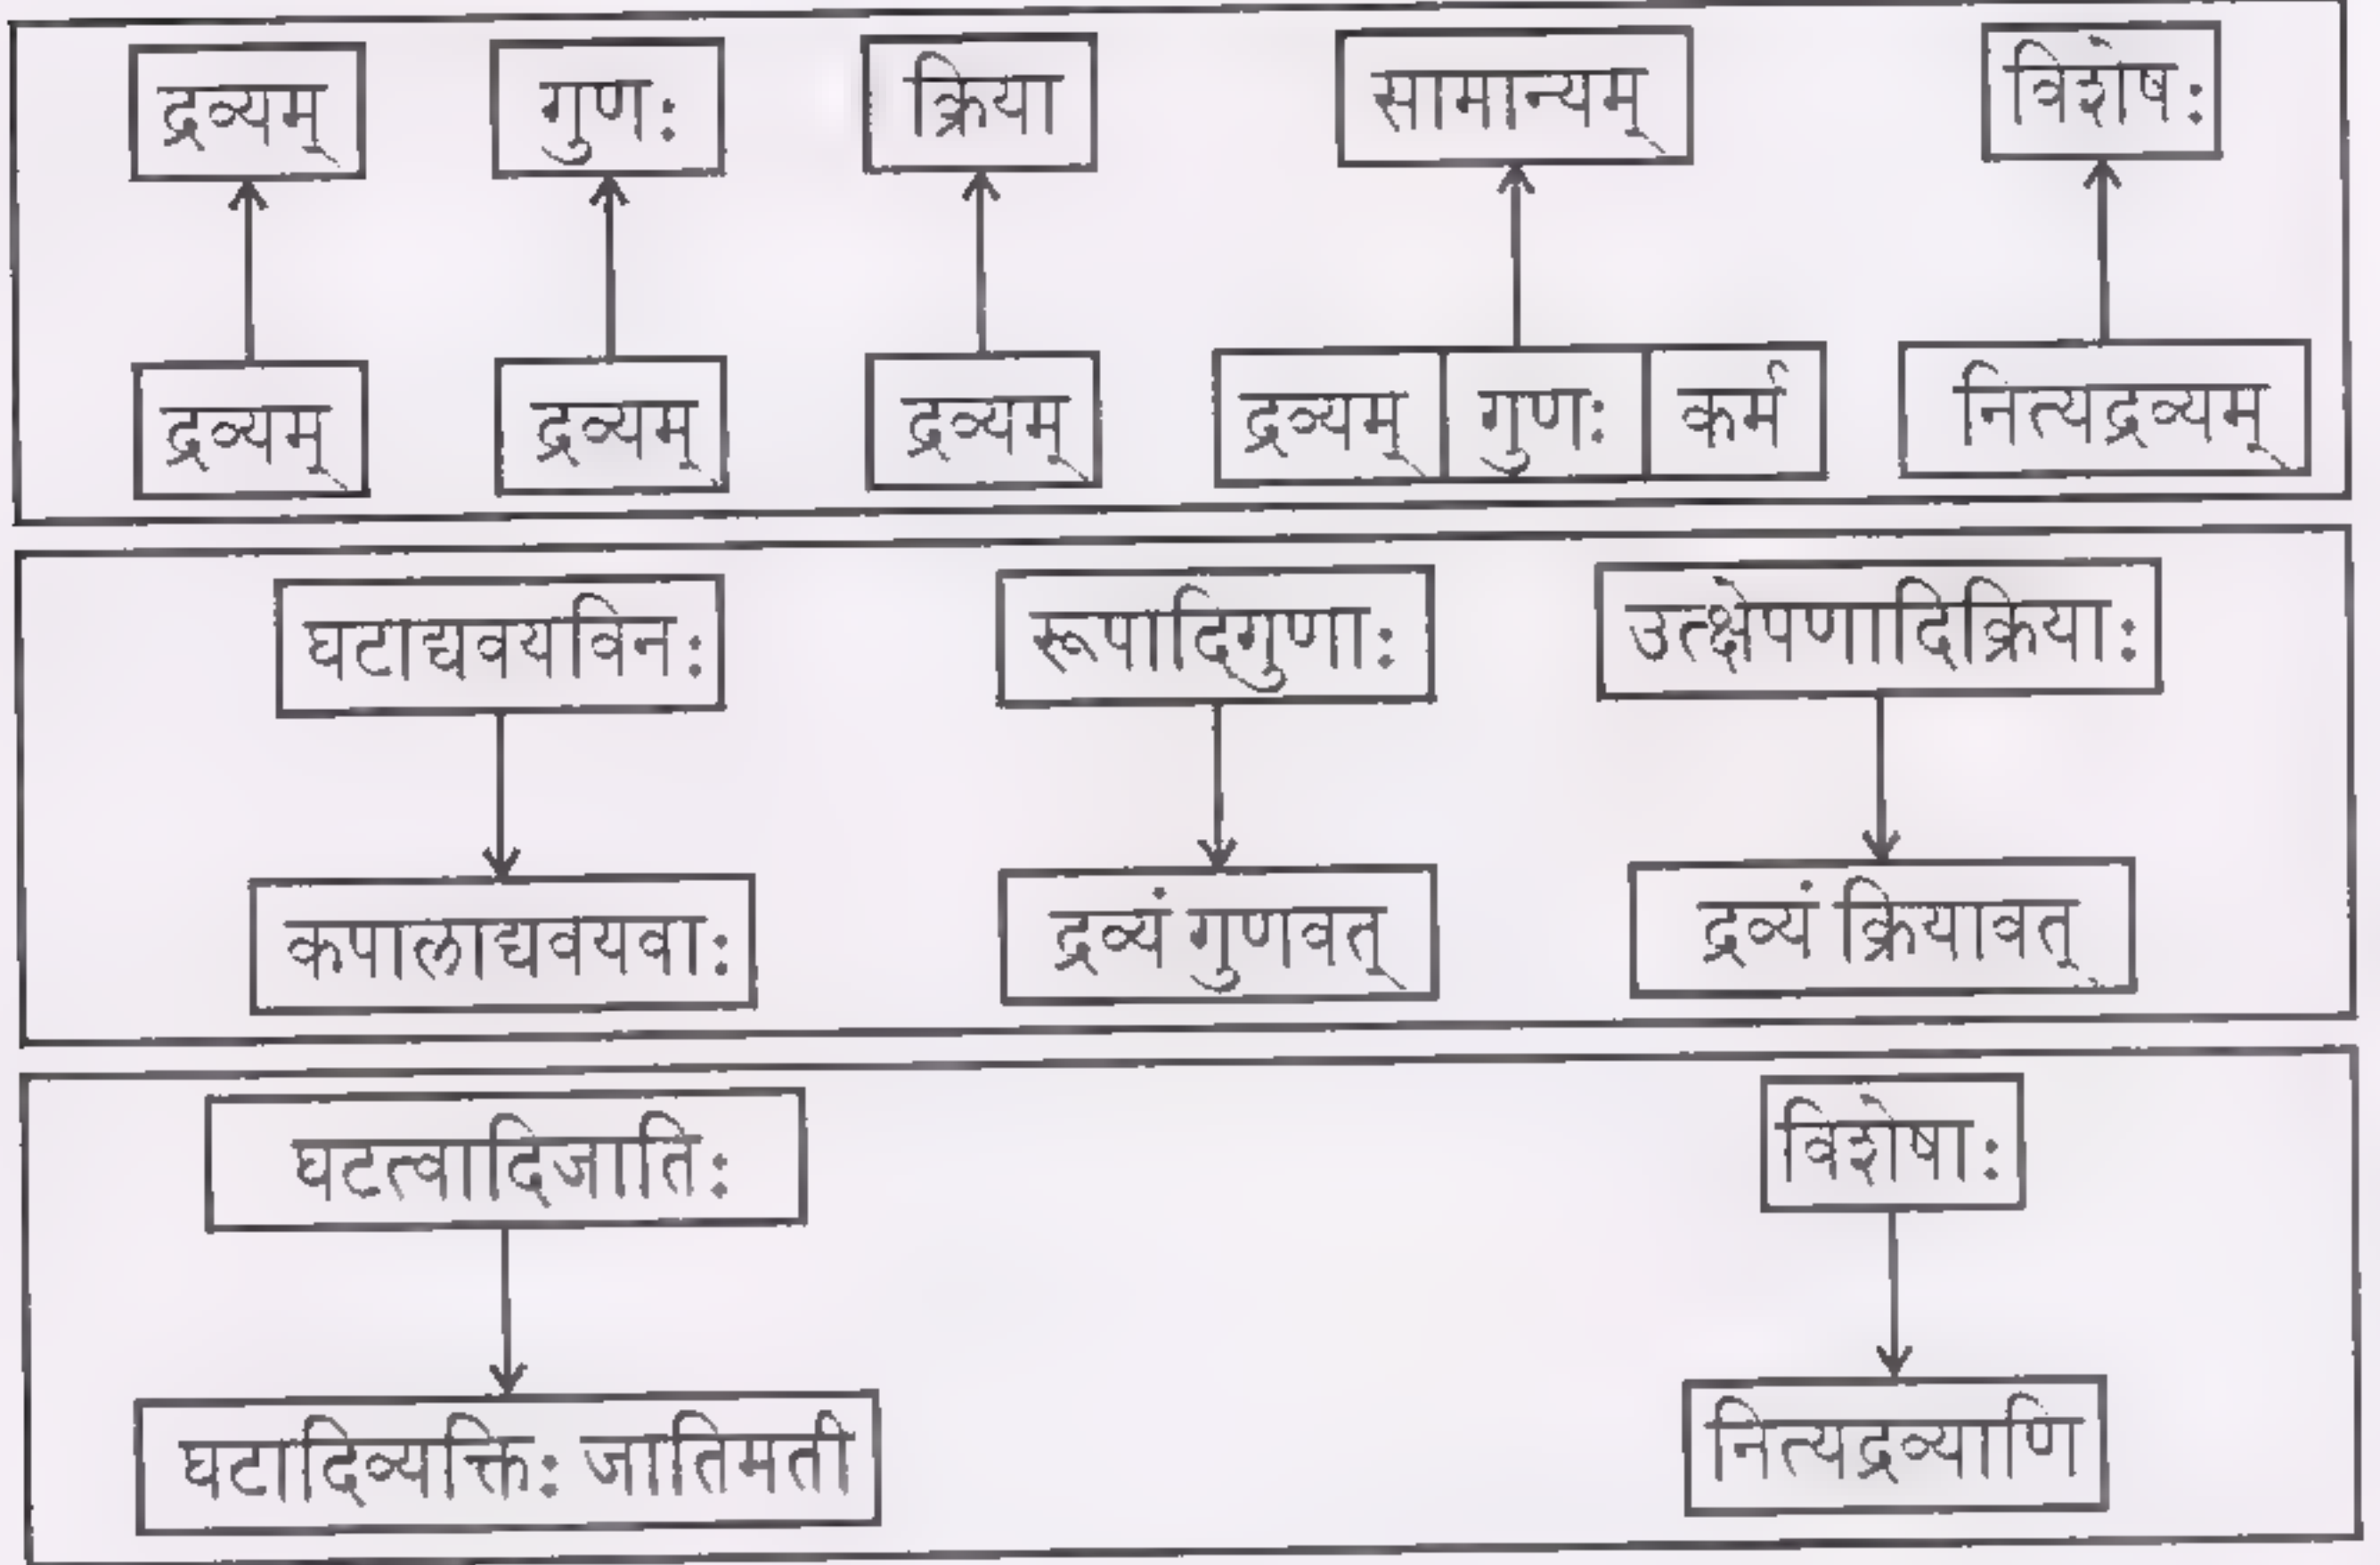 द्रव्यम् गुणः क्रिया सामान्यम् विशेषः
द्रव्यम् द्रव्यम् द्रव्यम् द्रव्यम् गुणः कर्म नित्यद्रव्यम्
घटाद्यवयविनः रूपादिगुणाः उत्क्षेपणादिक्रियाः
कपालाद्यवयवाः द्रव्यं गुणवत् द्रव्यं क्रियावत्
घटत्वादिजातिः विशेषाः
घटादिव्यक्तिः जातिमती नित्यद्रव्याणि